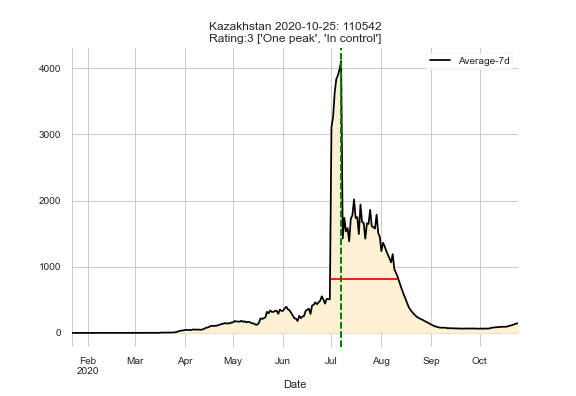 Kazakhstan 2020-10-25: 110542
Rating:3 ['One peak', 'In control']
Average-7d
4000
3000
2000
1000
0
Feb Mar Apr May Jun Jul Aug Sep Oct
2020
Date